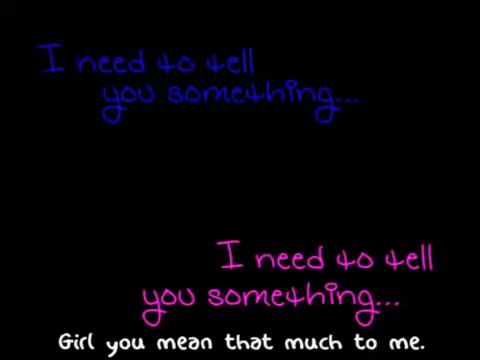 I need to tell
you something...
I need to tell
you something...
Girl you mean that much to me.